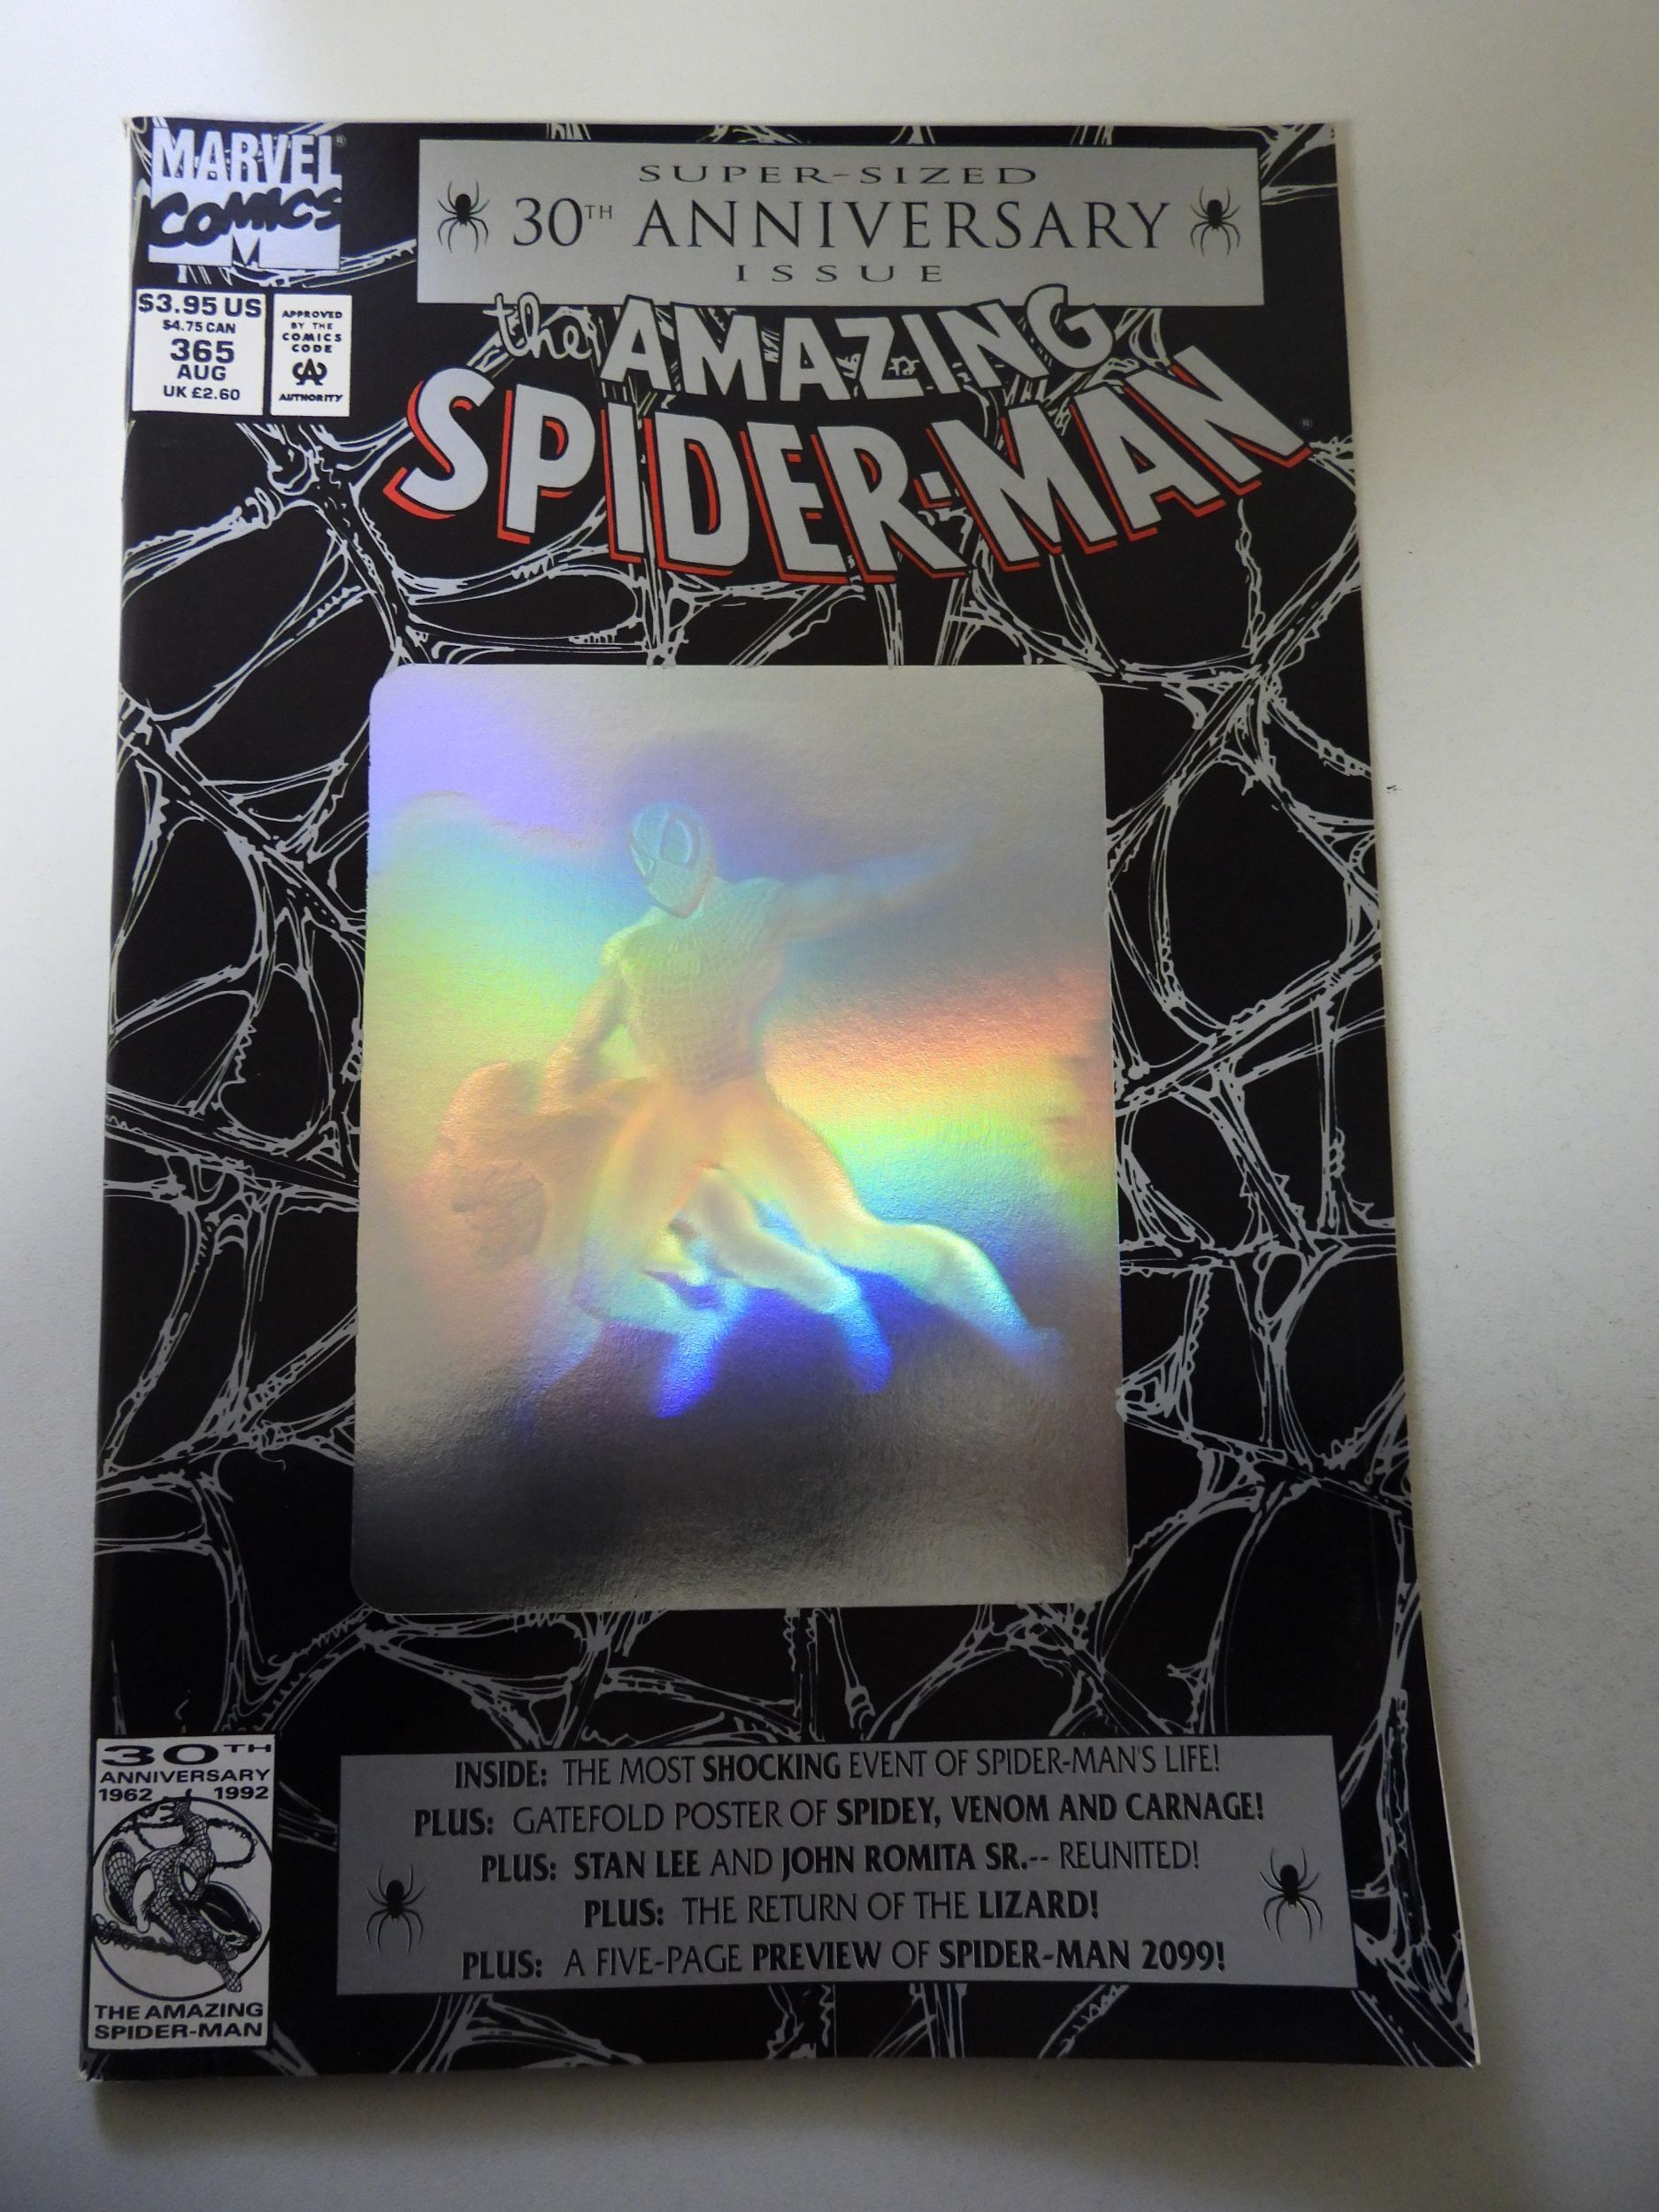 MARVEL®
COMICS
SUPER-SIZED
30TH ANNIVERSARY
ISSUE
$3.95 US
$4.75 CAN
365
AUG
UK £2.60
APPROVED
BY THE
COMICS
CODE
CA
AUTHORITY
the AMAZING
SPIDER-MAN®
30TH
ANNIVERSARY
1962 1992
THE AMAZING
SPIDER-MAN
INSIDE: THE MOST SHOCKING EVENT OF SPIDER-MAN'S LIFE!
PLUS: GATEFOLD POSTER OF SPIDEY, VENOM AND CARNAGE!
PLUS: STAN LEE AND JOHN ROMITA SR.-- REUNITED!
PLUS: THE RETURN OF THE LIZARD!
PLUS: A FIVE-PAGE PREVIEW OF SPIDER-MAN 2099!